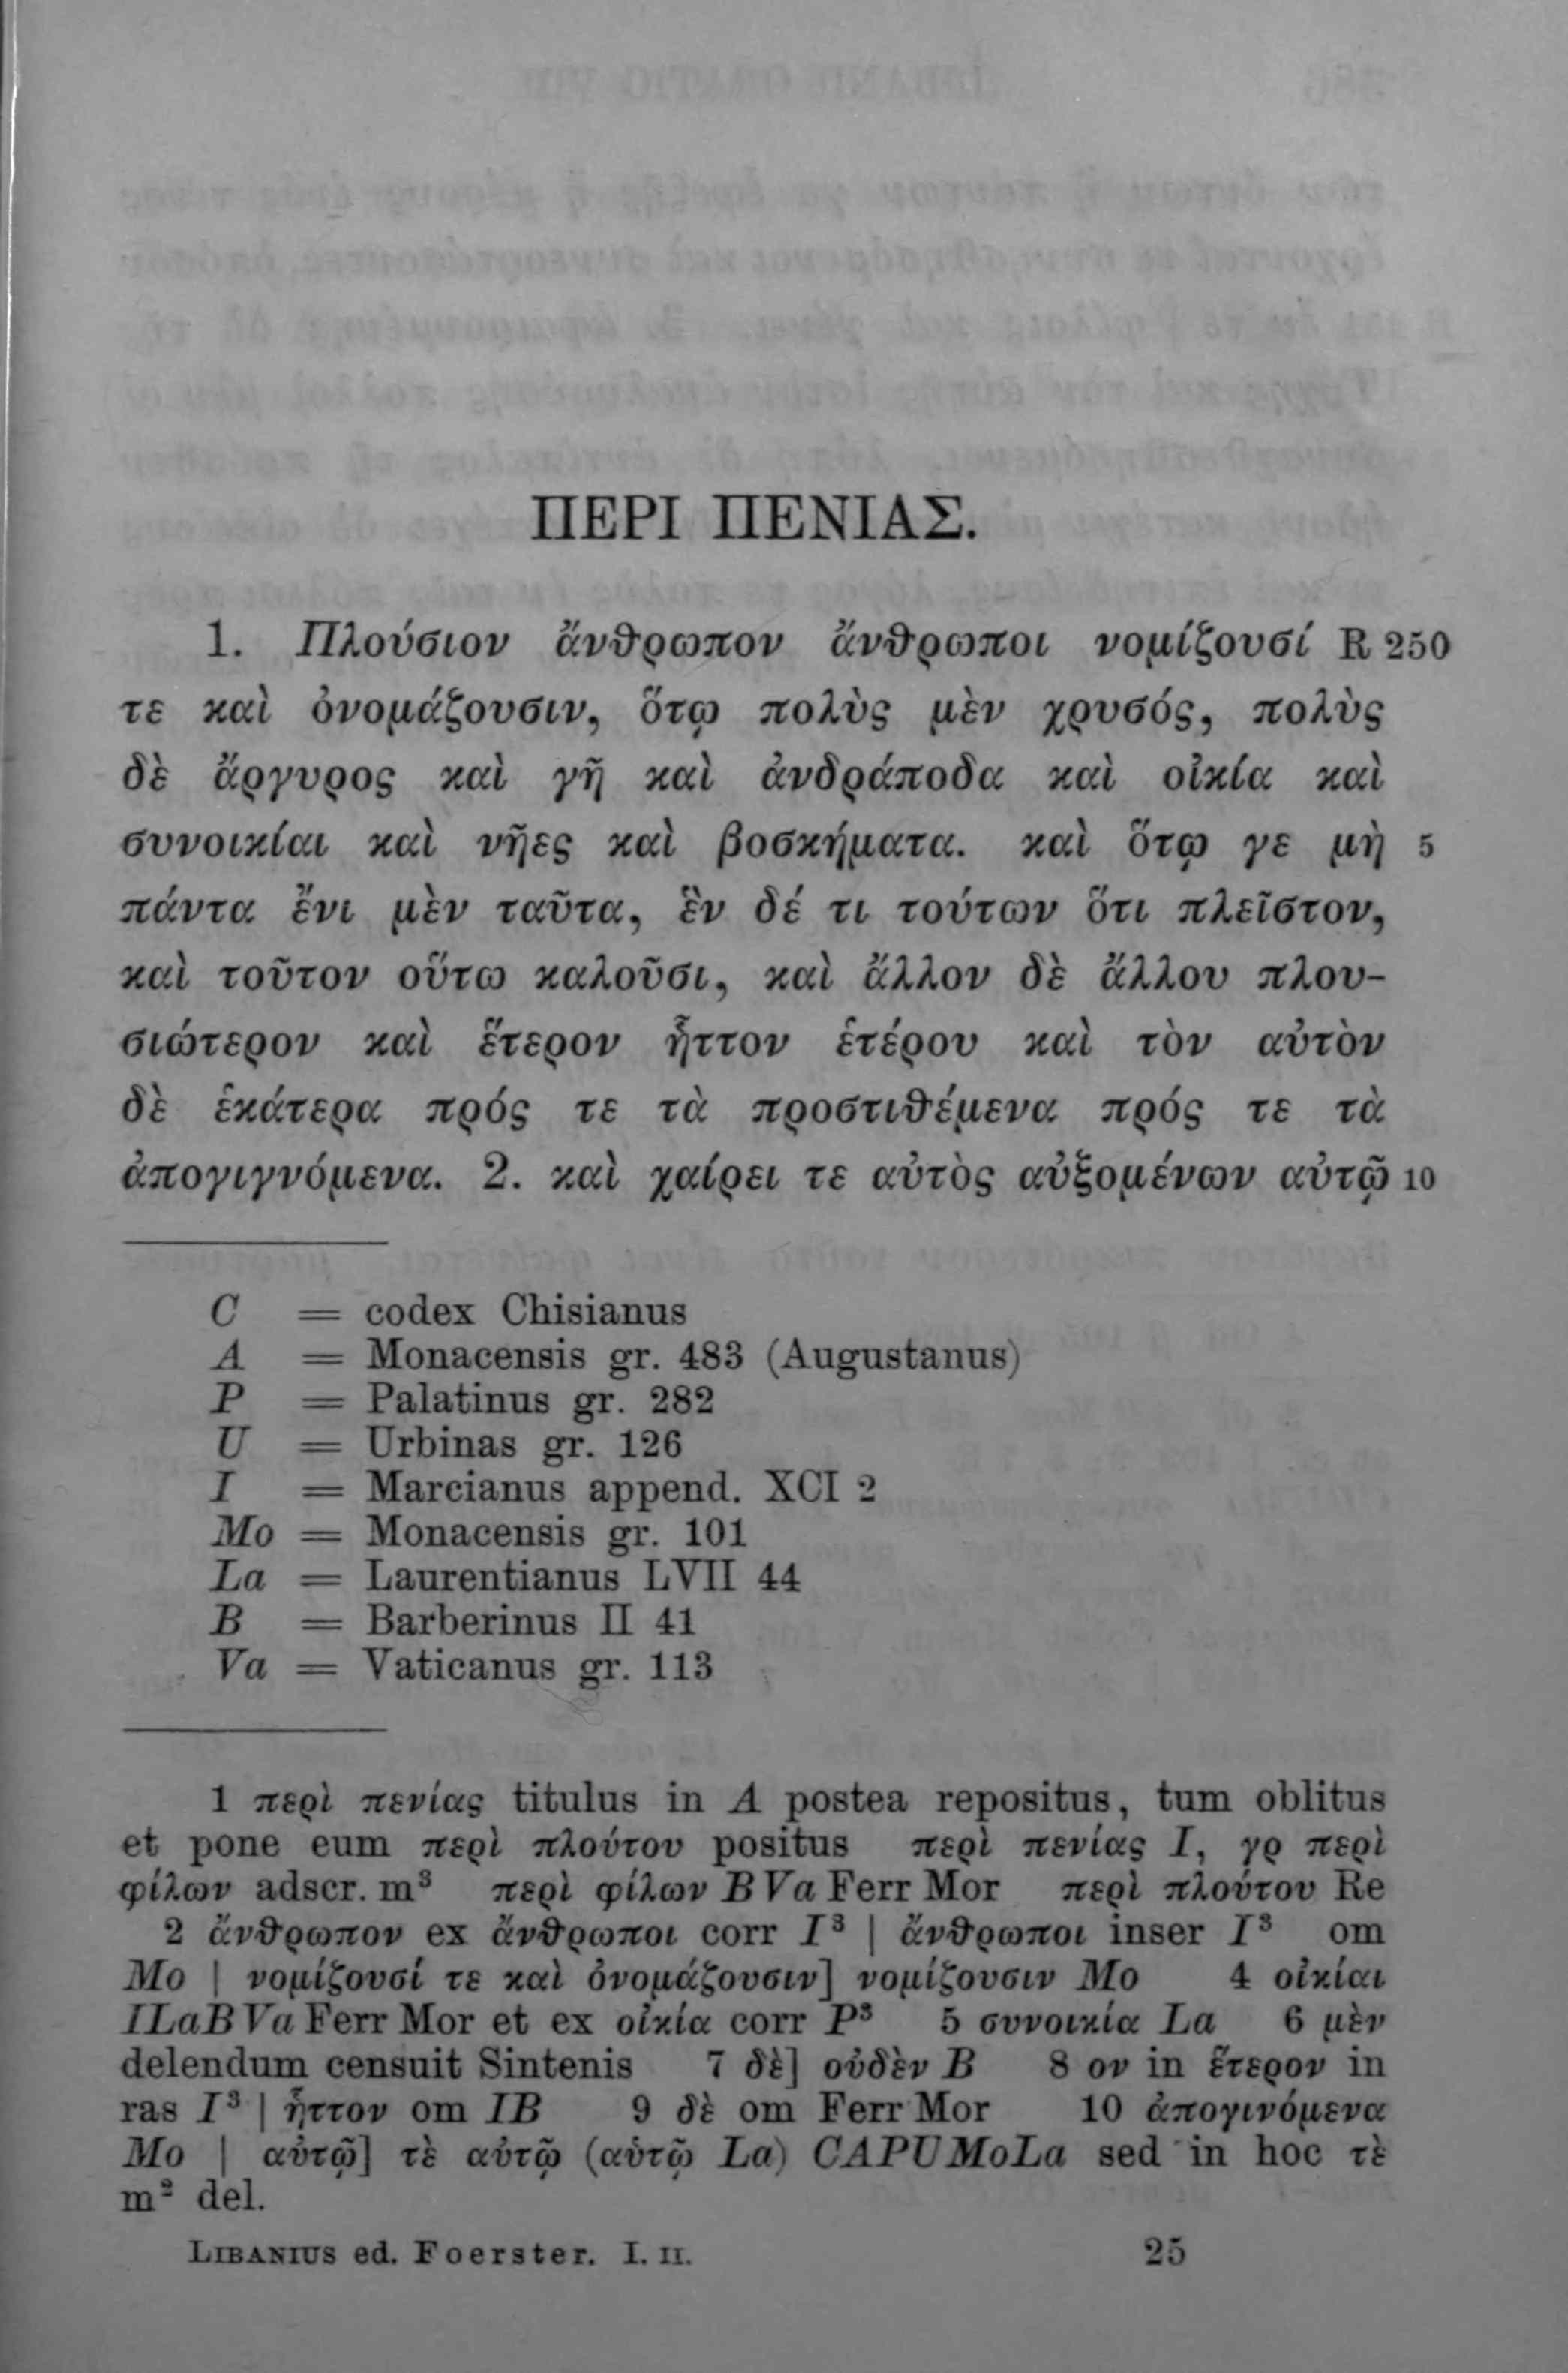 ΠΕΡΙ ΠΕΝΙΑΣ.
1. Πλούσιον ἄνθρωπον ἄνθρωποι νομίζουσί R 250
τε καὶ ὀνομάζουσιν, ὅτῳ πολὺς μὲν χρυσός, πολὺς
δὲ ἄργυρος καὶ γῆ καὶ ἀνδράποδα καὶ οἰκία καὶ
συνοικίαι καὶ νῆες καὶ βοσκήματα. καὶ ὅτῳ γε μὴ 5
πάντα ἔνι μὲν ταῦτα, ἓν δέ τι τούτων ὅτι πλεῖστον,
καὶ τοῦτον οὕτω καλοῦσι, καὶ ἄλλον δὲ ἄλλου πλου-
σιώτερον καὶ ἕτερον ἧττον ἑτέρου καὶ τὸν αὐτὸν
δὲ ἑκάτερα πρός τε τὰ προστιθέμενα πρός τε τὰ
ἀπογιγνόμενα. 2. καὶ χαίρει τε αὐτὸς αὐξομένων αὐτῷ 10
C = codex Chisianus
A = Monacensis gr. 483 (Augustanus)
P = Palatinus gr. 282
U = Urbinas gr. 126
I = Marcianus append. XCI 2
Mo = Monacensis gr. 101
La = Laurentianus LVII 44
B = Barberinus II 41
Va = Vaticanus gr. 113
1 περὶ πενίας titulus in A postea repositus, tum oblitus
et pone eum περὶ πλούτου positus περὶ πενίας I, γρ περὶ
φίλων adscr. m³ περὶ φίλων B Va Ferr Mor περὶ πλούτου Re
2 ἄνθρωπον ex ἄνθρωποι corr I³ | ἄνθρωποι inser I³ om
Mo | νομίζουσί τε καὶ ὀνομάζουσιν] νομίζουσιν Mo 4 οἰκίαι
ILaB Va Ferr Mor et ex οἰκία corr P³ 5 συνοικία La 6 μὲν
delendum censuit Sintenis 7 δὲ] οὐδὲν B 8 ον in ἕτερον in
ras I³ | ἧττον om IB 9 δὲ om Ferr Mor 10 ἀπογινόμενα
Mo | αὐτῷ] τὲ αὐτῷ (αὑτῷ La) CAPUMoLa sed in hoc τὲ
m² del.
LIBANIUS ed. Foerster. I. II. 25